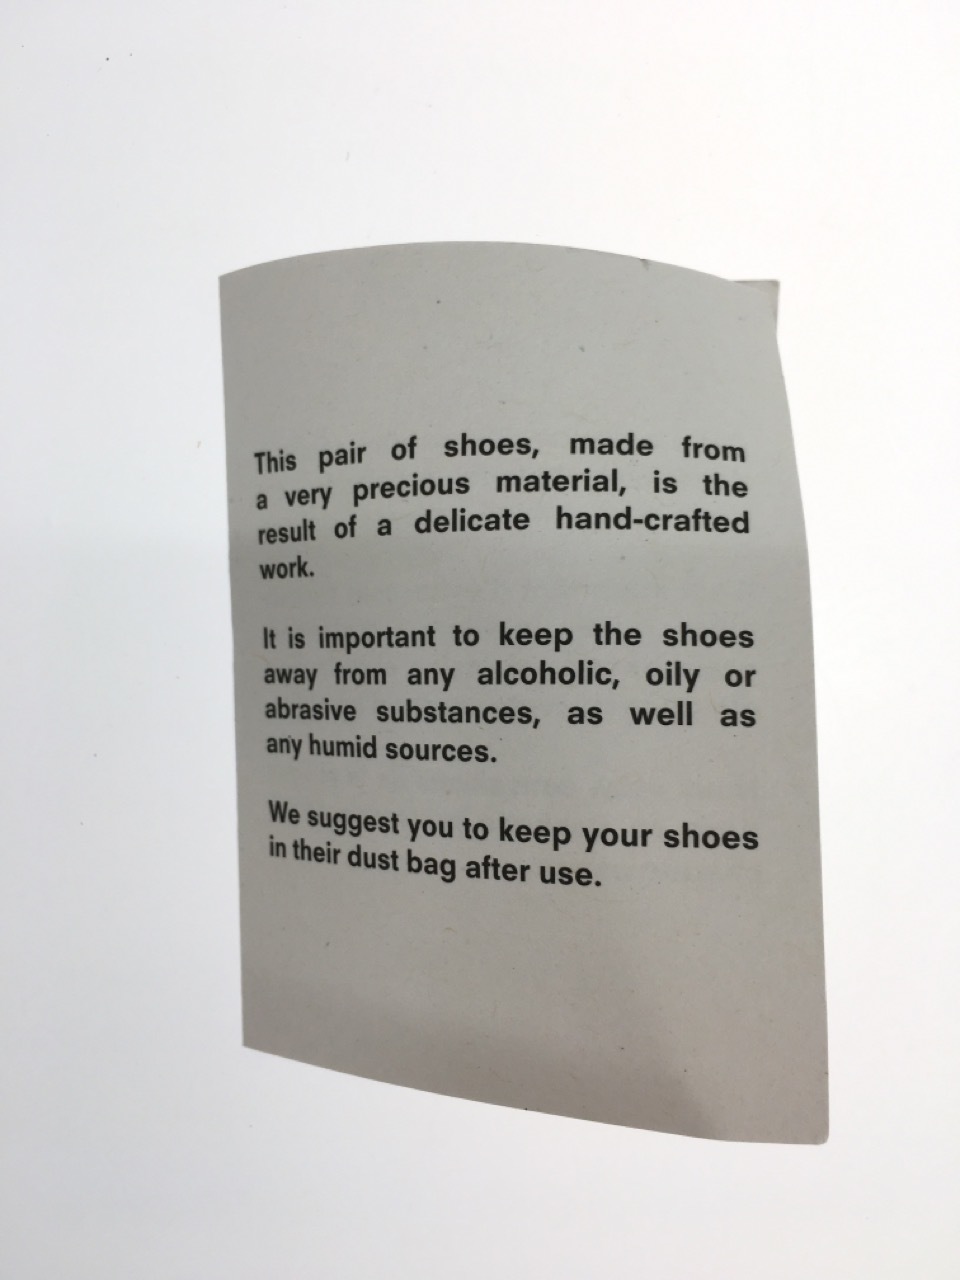 This pair of shoes, made from
a very precious material, is the
result of a delicate hand-crafted
work.
It is important to keep the shoes
away from any alcoholic, oily or
abrasive substances, as well as
any humid sources.
We suggest you to keep your shoes
in their dust bag after use.